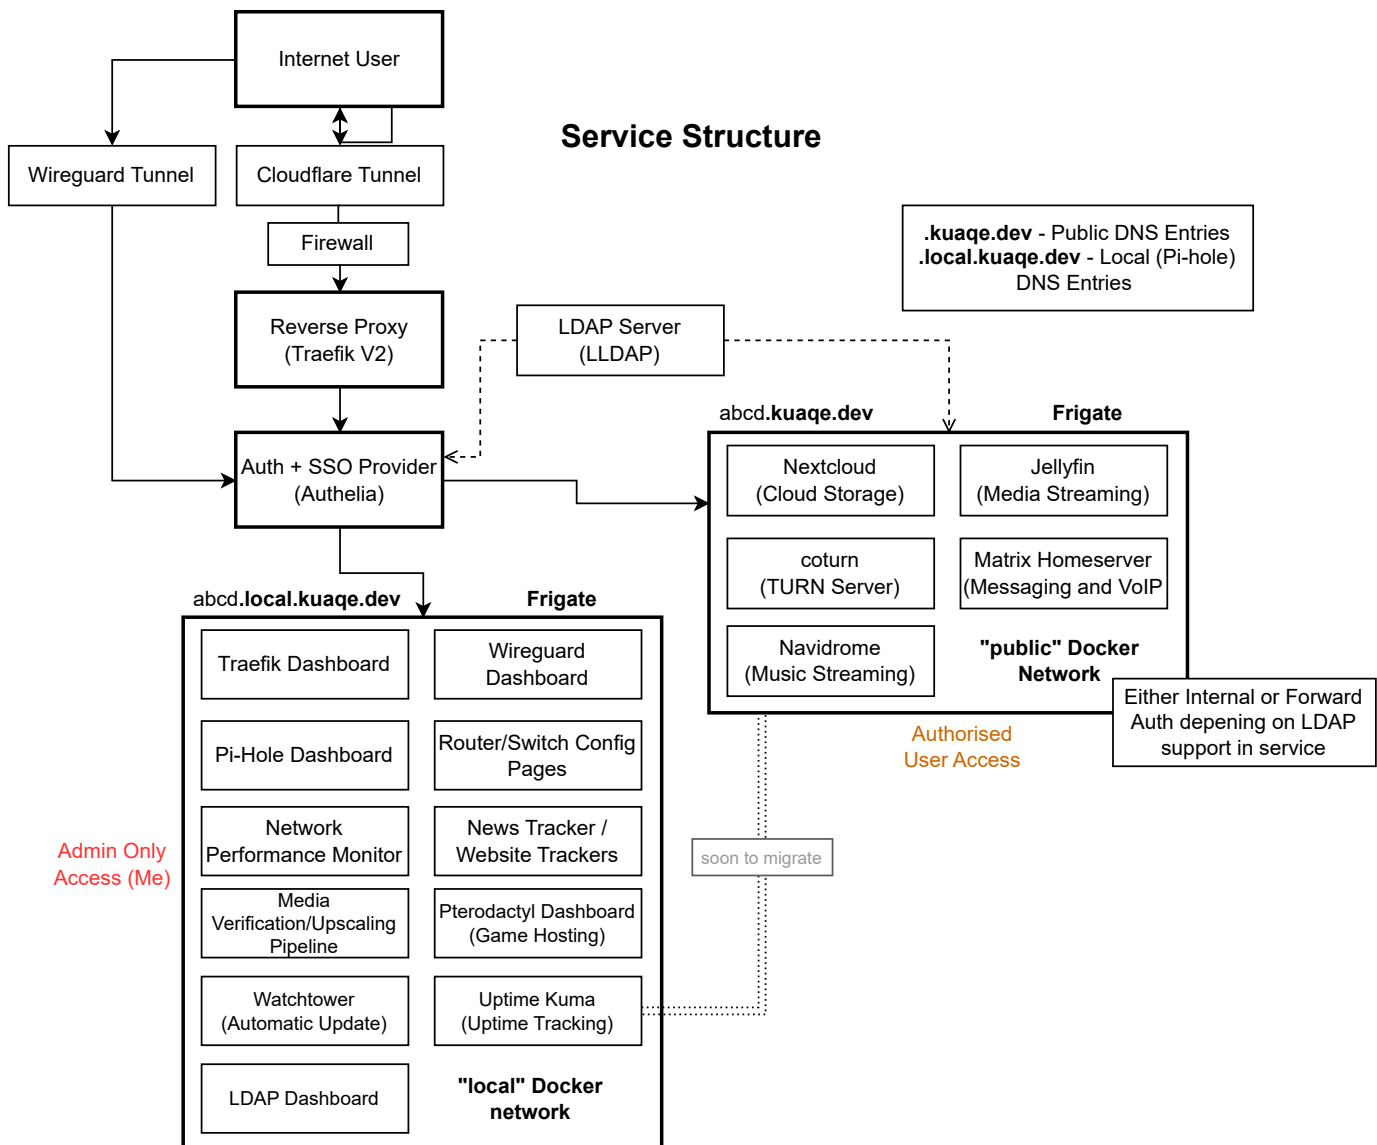 Internet User
Service Structure
Wireguard Tunnel
Cloudflare Tunnel
Firewall
.kuaqe.dev - Public DNS Entries
.local.kuaqe.dev - Local (Pi-hole)
DNS Entries
Reverse Proxy
(Traefik V2)
LDAP Server
(LLDAP)
Auth + SSO Provider
(Authelia)
abcd.kuaqe.dev
Frigate
Nextcloud
(Cloud Storage)
Jellyfin
(Media Streaming)
coturn
(TURN Server)
Matrix Homeserver
(Messaging and VoIP
Navidrome
(Music Streaming)
"public" Docker
Network
Either Internal or Forward
Auth depening on LDAP
support in service
Authorised
User Access
abcd.local.kuaqe.dev
Frigate
Traefik Dashboard
Wireguard
Dashboard
Pi-Hole Dashboard
Router/Switch Config
Pages
Network
Performance Monitor
News Tracker /
Website Trackers
Admin Only
Access (Me)
soon to migrate
Media
Verification/Upscaling
Pipeline
Pterodactyl Dashboard
(Game Hosting)
Watchtower
(Automatic Update)
Uptime Kuma
(Uptime Tracking)
LDAP Dashboard
"local" Docker
network